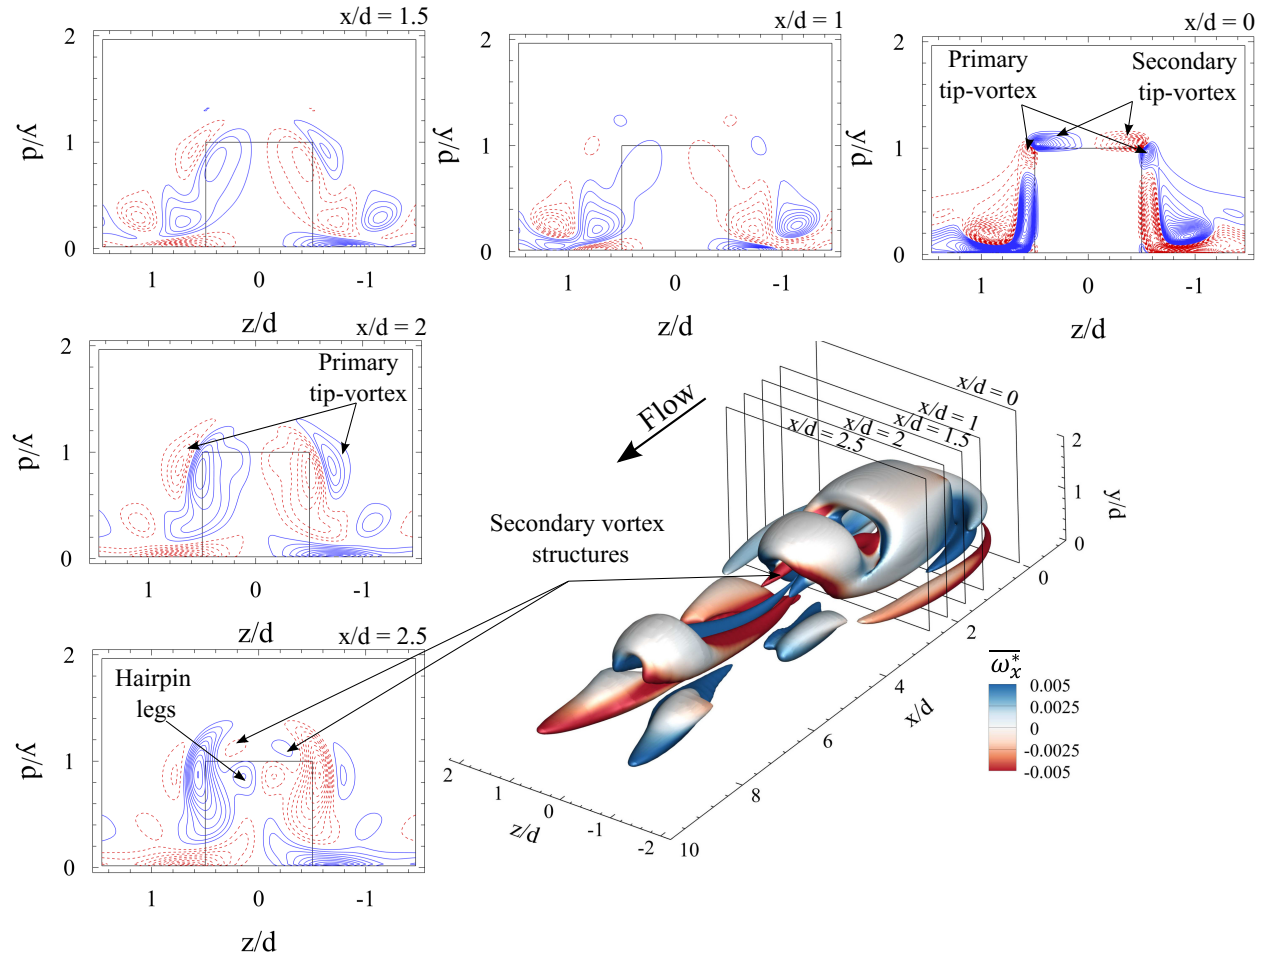 x/d = 1.5
2
1
0
y/d
1
0
-1
z/d
x/d = 1
2
1
0
y/d
1
0
-1
z/d
x/d = 0
Primary
tip-vortex
Secondary
tip-vortex
2
1
0
y/d
1
0
-1
z/d
x/d = 2
Primary
tip-vortex
2
1
0
y/d
1
0
-1
z/d
x/d = 2.5
Hairpin
legs
2
1
0
y/d
1
0
-1
z/d
Flow
Secondary vortex
structures
x/d = 0
x/d = 1
x/d = 1.5
x/d = 2
x/d = 2.5
2
1
0
y/d
0
2
4
6
8
10
x/d
2
1
0
-1
-2
z/d
ω*x
0.005
0.0025
0
-0.0025
-0.005